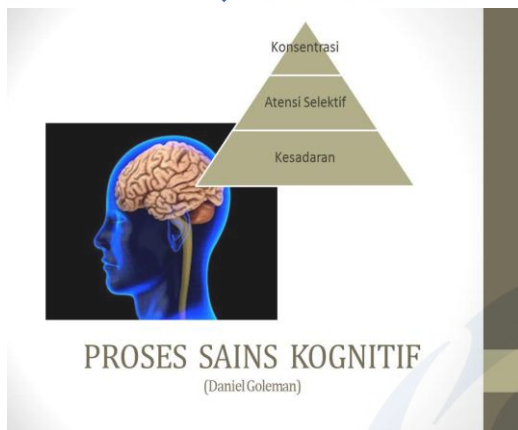 Konsentrasi
Atensi Selektif
Kesadaran
PROSES SAINS KOGNITIF
(Daniel Goleman)